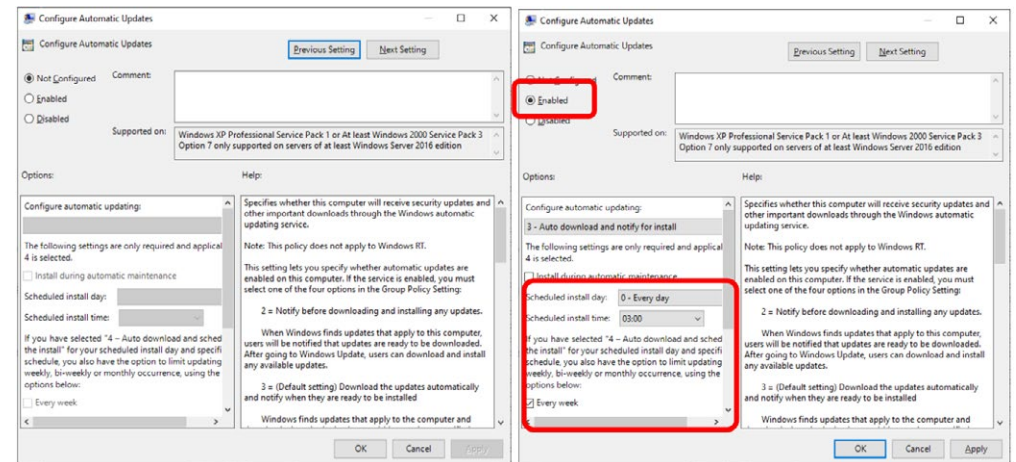 Configure Automatic Updates
Configure Automatic Updates
Previous Setting
Next Setting
Not Configured
Comment:
Enabled
Disabled
Supported on:
Windows XP Professional Service Pack 1 or At least Windows 2000 Service Pack 3
Option 7 only supported on servers of at least Windows Server 2016 edition
Options:
Help:
Configure automatic updating:
The following settings are only required and applical
4 is selected.
Install during automatic maintenance
Scheduled install day:
Scheduled install time:
If you have selected "4 – Auto download and sched
the install" for your scheduled install day and specifi
schedule, you also have the option to limit updating
weekly, bi-weekly or monthly occurrence, using the
options below:
Every week
Specifies whether this computer will receive security updates and
other important downloads through the Windows automatic
updating service.
Note: This policy does not apply to Windows RT.
This setting lets you specify whether automatic updates are
enabled on this computer. If the service is enabled, you must
select one of the four options in the Group Policy Setting:
2 = Notify before downloading and installing any updates.
When Windows finds updates that apply to this computer,
users will be notified that updates are ready to be downloaded.
After going to Windows Update, users can download and install
any available updates.
3 = (Default setting) Download the updates automatically
and notify when they are ready to be installed
Windows finds updates that apply to the computer and
OK
Cancel
Apply
Configure Automatic Updates
Configure Automatic Updates
Previous Setting
Next Setting
Not Configured
Comment:
Enabled
Disabled
Supported on:
Windows XP Professional Service Pack 1 or At least Windows 2000 Service Pack 3
Option 7 only supported on servers of at least Windows Server 2016 edition
Options:
Help:
Configure automatic updating:
3 - Auto download and notify for install
The following settings are only required and applical
4 is selected.
Install during automatic maintenance
Scheduled install day:
0 - Every day
Scheduled install time:
03:00
If you have selected "4 – Auto download and sched
the install" for your scheduled install day and specifi
schedule, you also have the option to limit updating
weekly, bi-weekly or monthly occurrence, using the
options below:
Every week
Specifies whether this computer will receive security updates and
other important downloads through the Windows automatic
updating service.
Note: This policy does not apply to Windows RT.
This setting lets you specify whether automatic updates are
enabled on this computer. If the service is enabled, you must
select one of the four options in the Group Policy Setting:
2 = Notify before downloading and installing any updates.
When Windows finds updates that apply to this computer,
users will be notified that updates are ready to be downloaded.
After going to Windows Update, users can download and install
any available updates.
3 = (Default setting) Download the updates automatically
and notify when they are ready to be installed
Windows finds updates that apply to the computer and
OK
Cancel
Apply